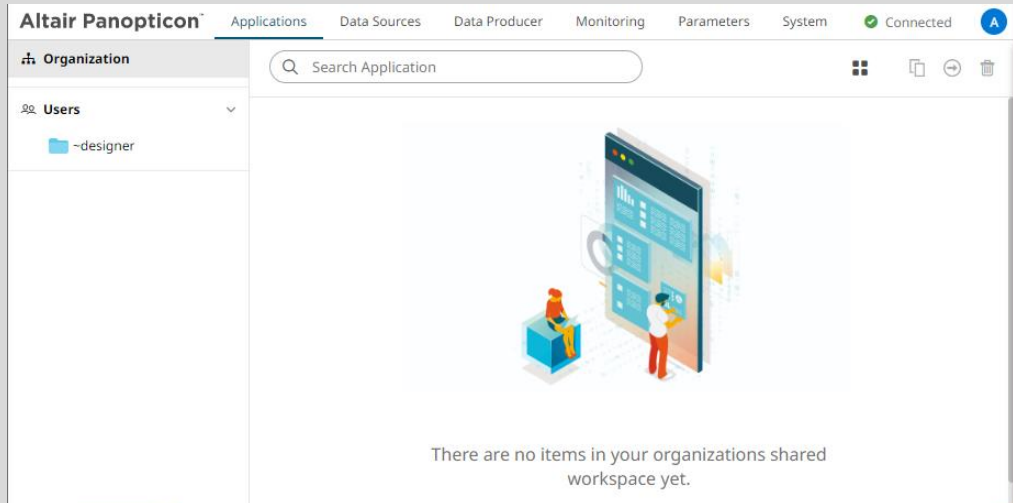 Altair Panopticon™ Applications Data Sources Data Producer Monitoring Parameters System Connected A
Organization
Search Application
Users
~designer
There are no items in your organizations shared
workspace yet.